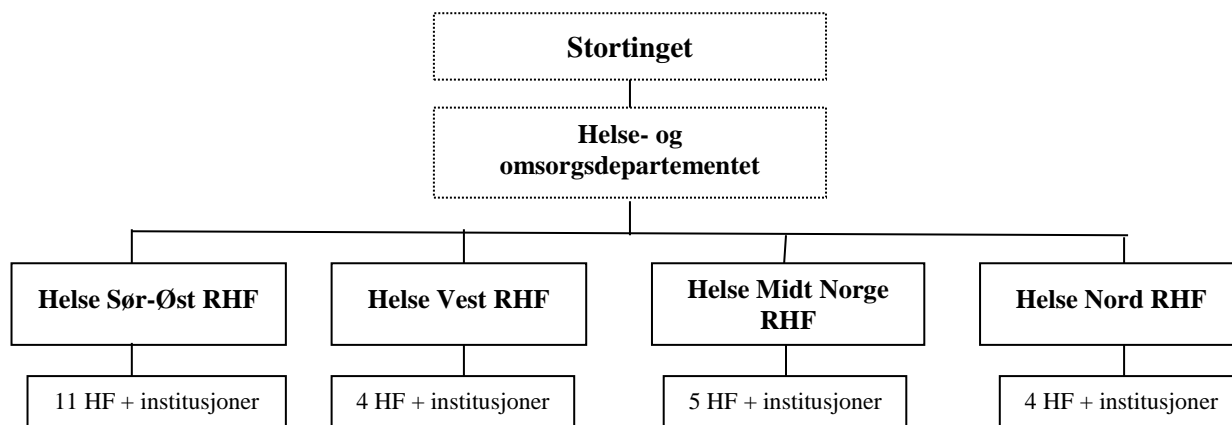 Stortinget
Helse- og
omsorgsdepartementet
Helse Sør-Øst RHF
Helse Vest RHF
Helse Midt Norge
RHF
Helse Nord RHF
11 HF + institusjoner
4 HF + institusjoner
5 HF + institusjoner
4 HF + institusjoner